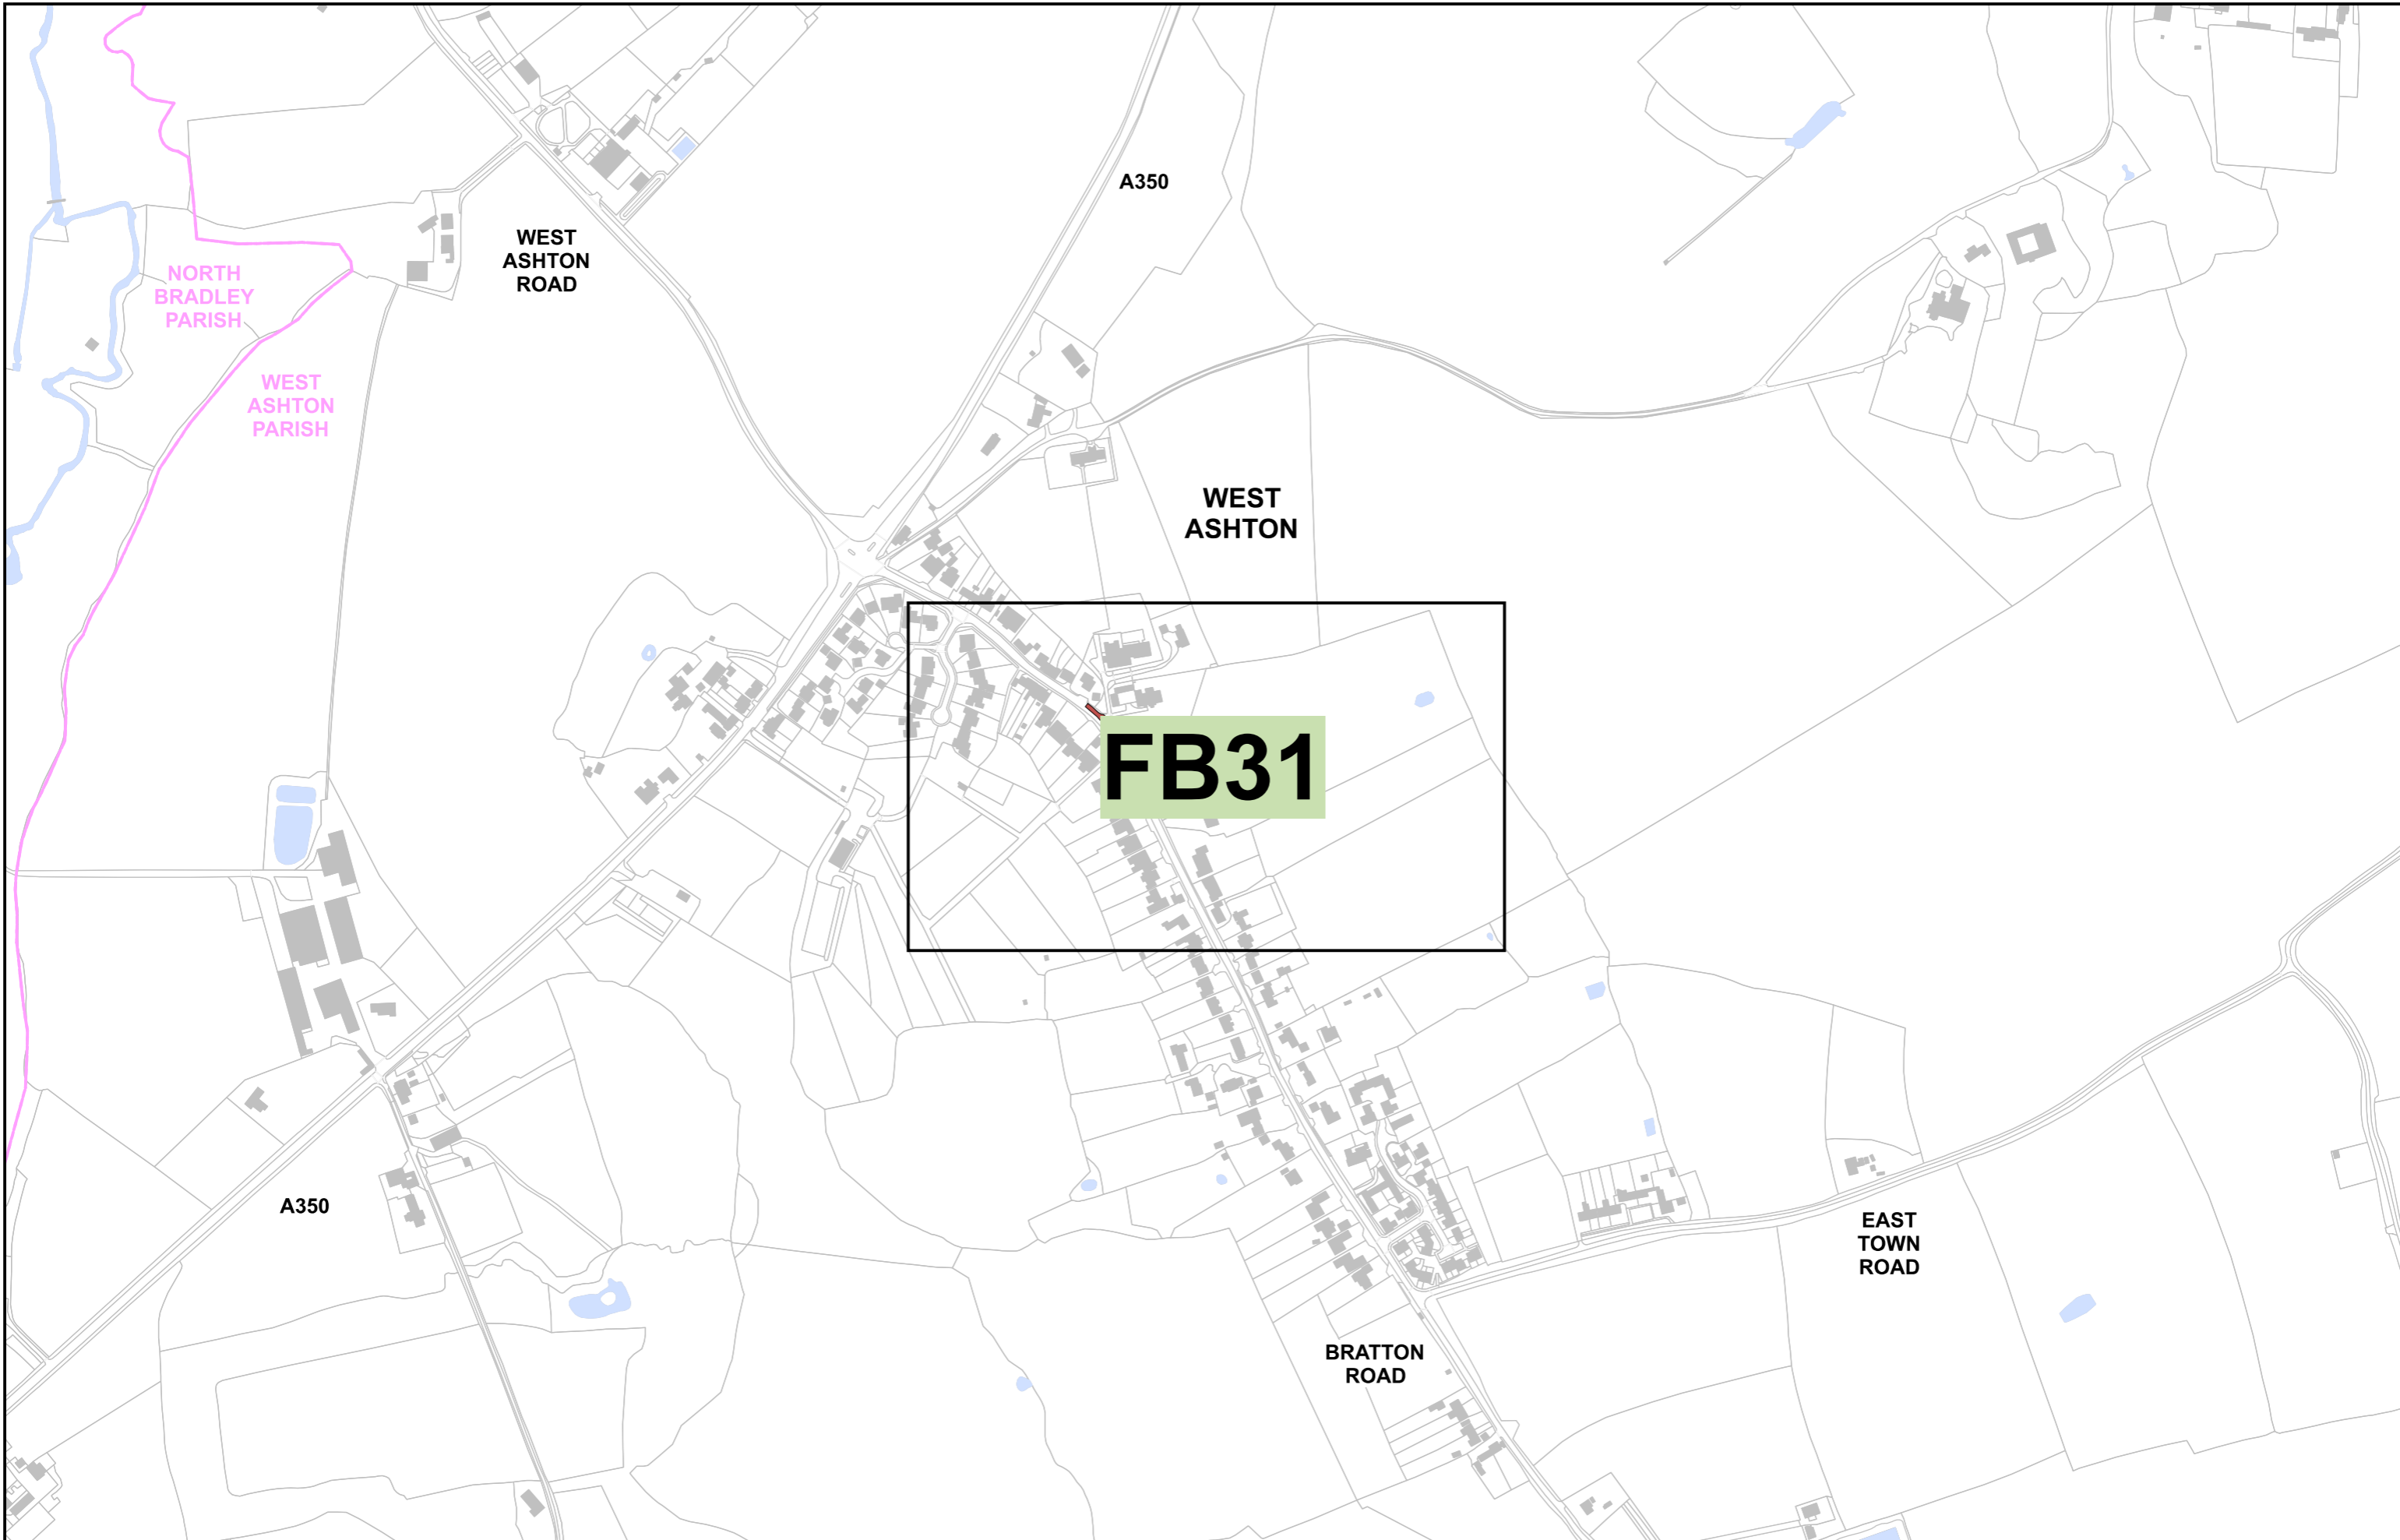 A350
WEST
ASHTON
ROAD
NORTH
BRADLEY
PARISH
WEST
ASHTON
PARISH
WEST
ASHTON
FB31
A350
EAST
TOWN
ROAD
BRATTON
ROAD